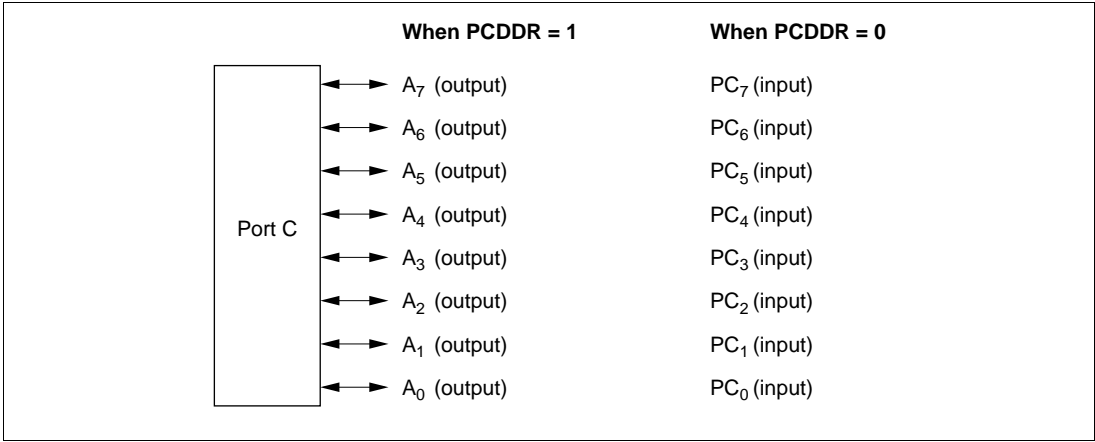 When PCDDR = 1 When PCDDR = 0
A7 (output) PC7 (input)
A6 (output) PC6 (input)
A5 (output) PC5 (input)
Port C A4 (output) PC4 (input)
A3 (output) PC3 (input)
A2 (output) PC2 (input)
A1 (output) PC1 (input)
A0 (output) PC0 (input)